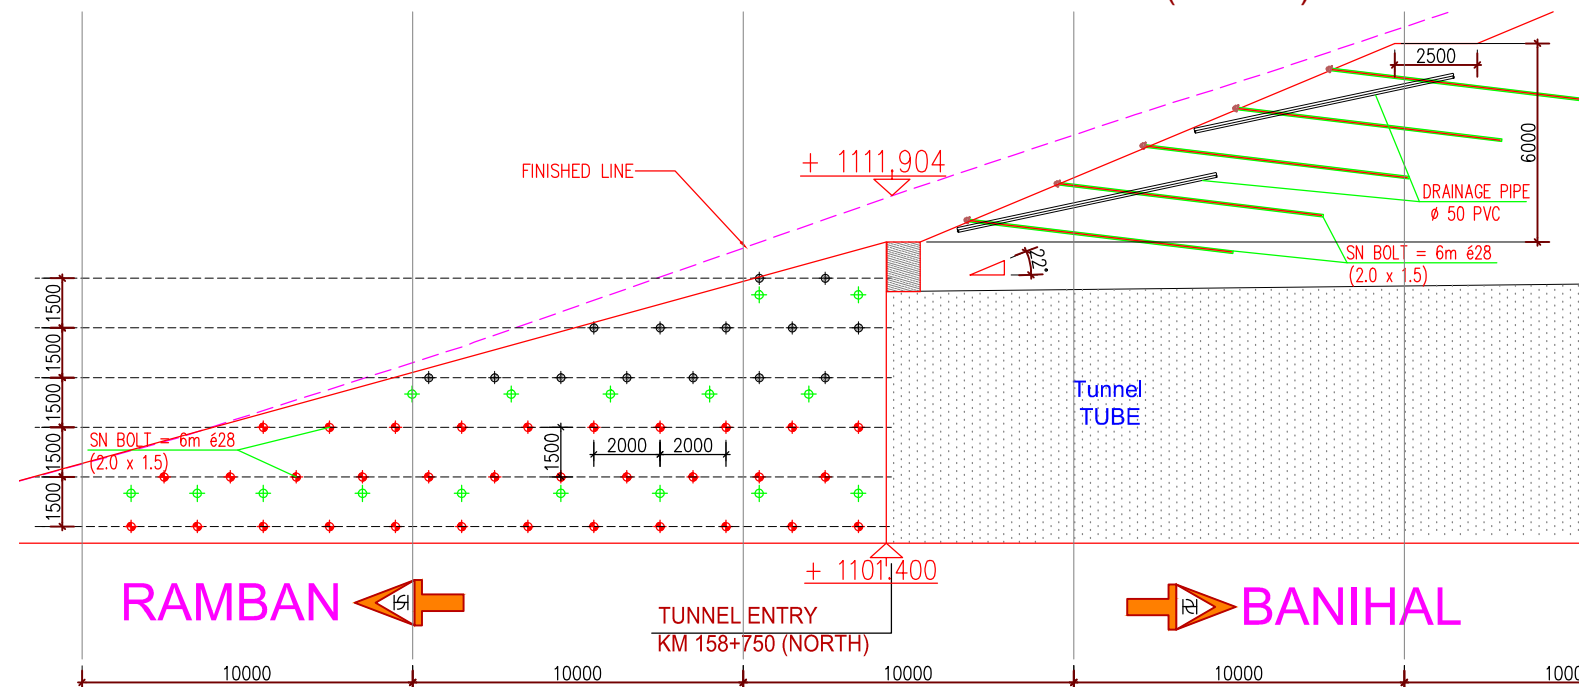 2500
6000
+ 1111.904
FINISHED LINE
DRAINAGE PIPE
ø 50 PVC
SN BOLT = 6m é28
(2.0 x 1.5)
22°
1500
1500
1500
1500
1500
SN BOLT = 6m é28
(2.0 x 1.5)
1500
2000
2000
Tunnel
TUBE
+ 1101.400
RAMBAN
BANIHAL
TUNNEL ENTRY
KM 158+750 (NORTH)
10000
10000
10000
10000